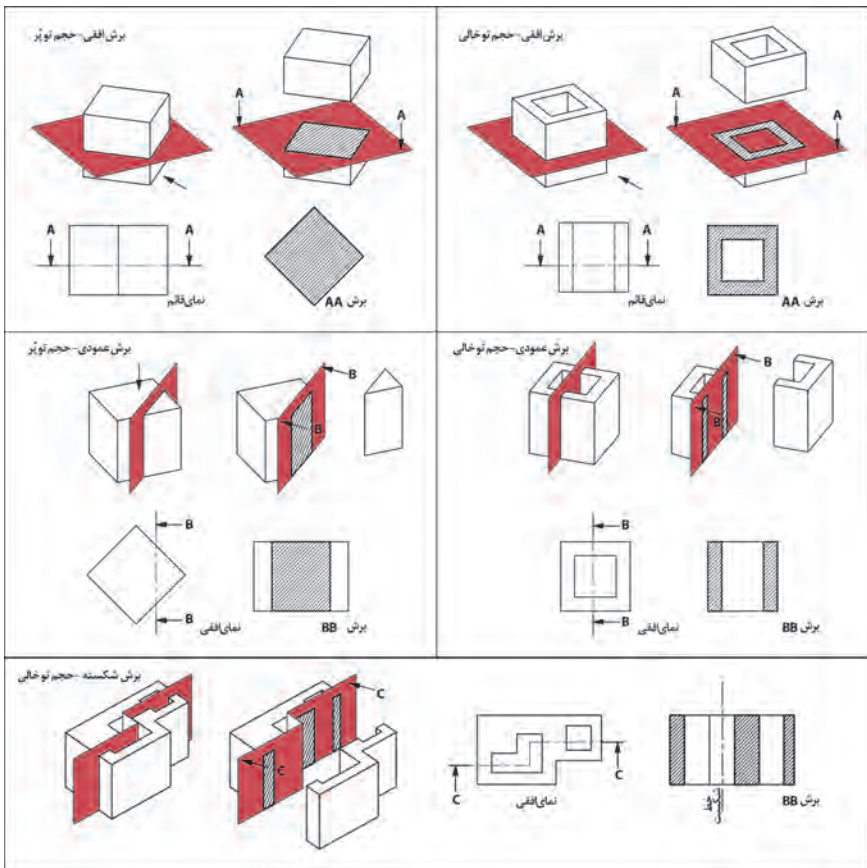 برش افقی-حجم توخالی
A
A
A
A
نمای قائم
برش AA
برش افقی-حجم توپُر
A
A
A
A
نمای قائم
برش AA
برش عمودی-حجم توخالی
B
B
B
B
نمای افقی
برش BB
برش عمودی-حجم توپُر
B
B
B
B
نمای افقی
برش BB
برش شکسته-حجم توخالی
C
C
C
C
نمای افقی
خط شکست
برش BB